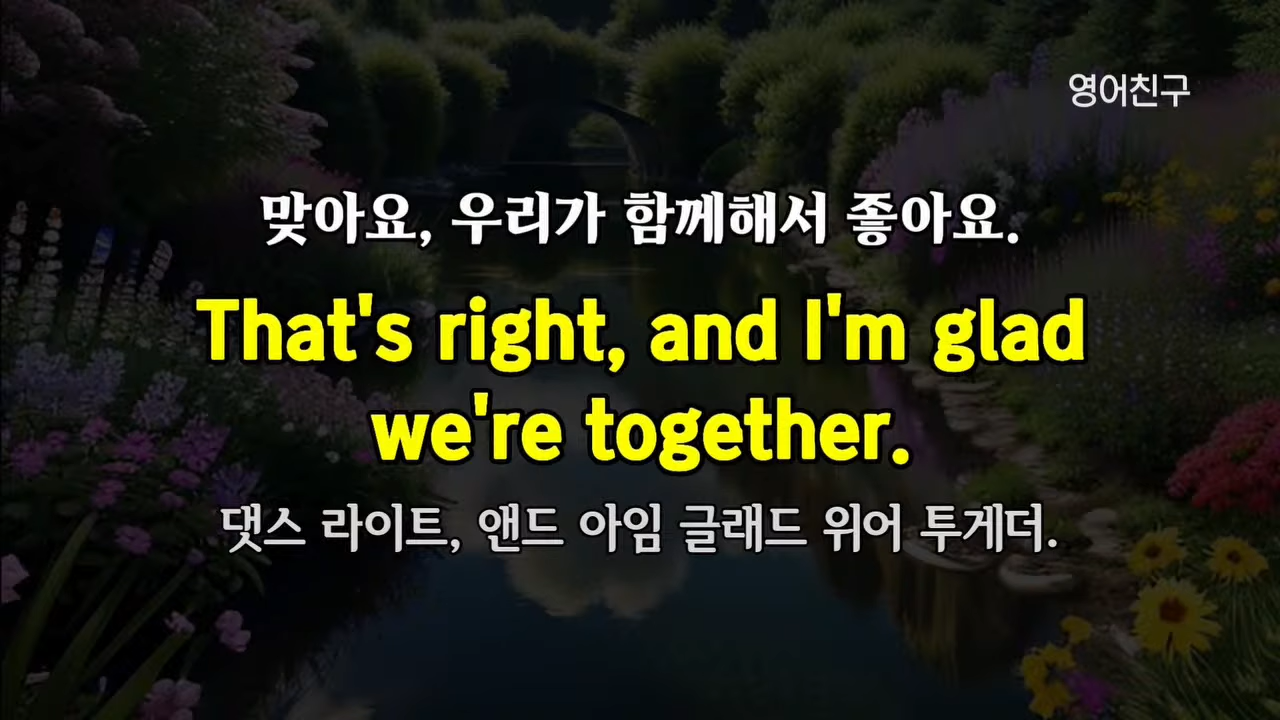 영어친구
맞아요, 우리가 함께해서 좋아요.
That's right, and I'm glad
we're together.
댓스 라이트, 앤드 아임 글래드 위어 투게더.